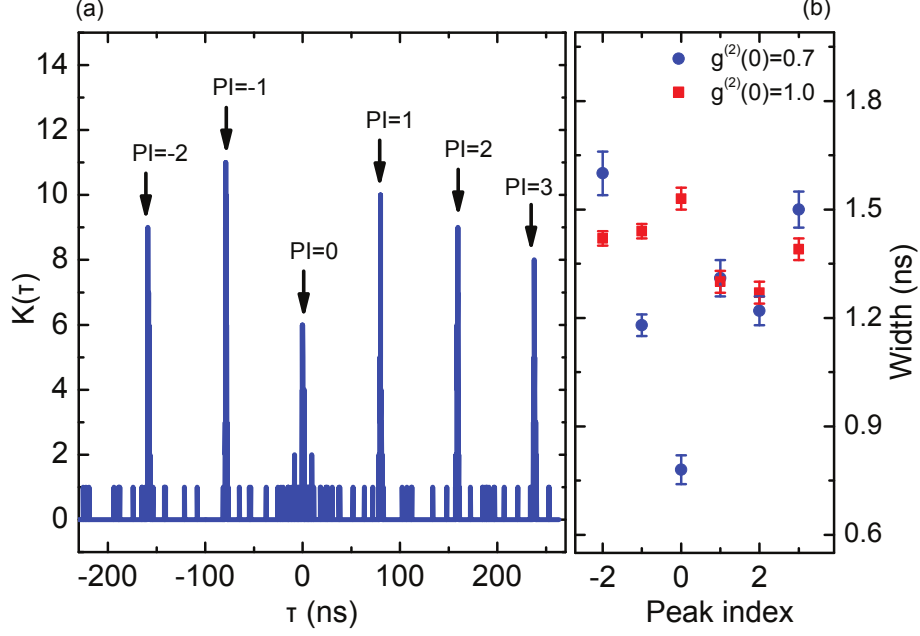 (a)
(b)
14
12
10
8
6
4
2
0
K(τ)
PI=-2
PI=-1
PI=0
PI=1
PI=2
PI=3
-200
-100
0
100
200
τ (ns)
g(2)(0)=0.7
g(2)(0)=1.0
1.8
1.5
1.2
0.9
0.6
Width (ns)
-2
0
2
Peak index